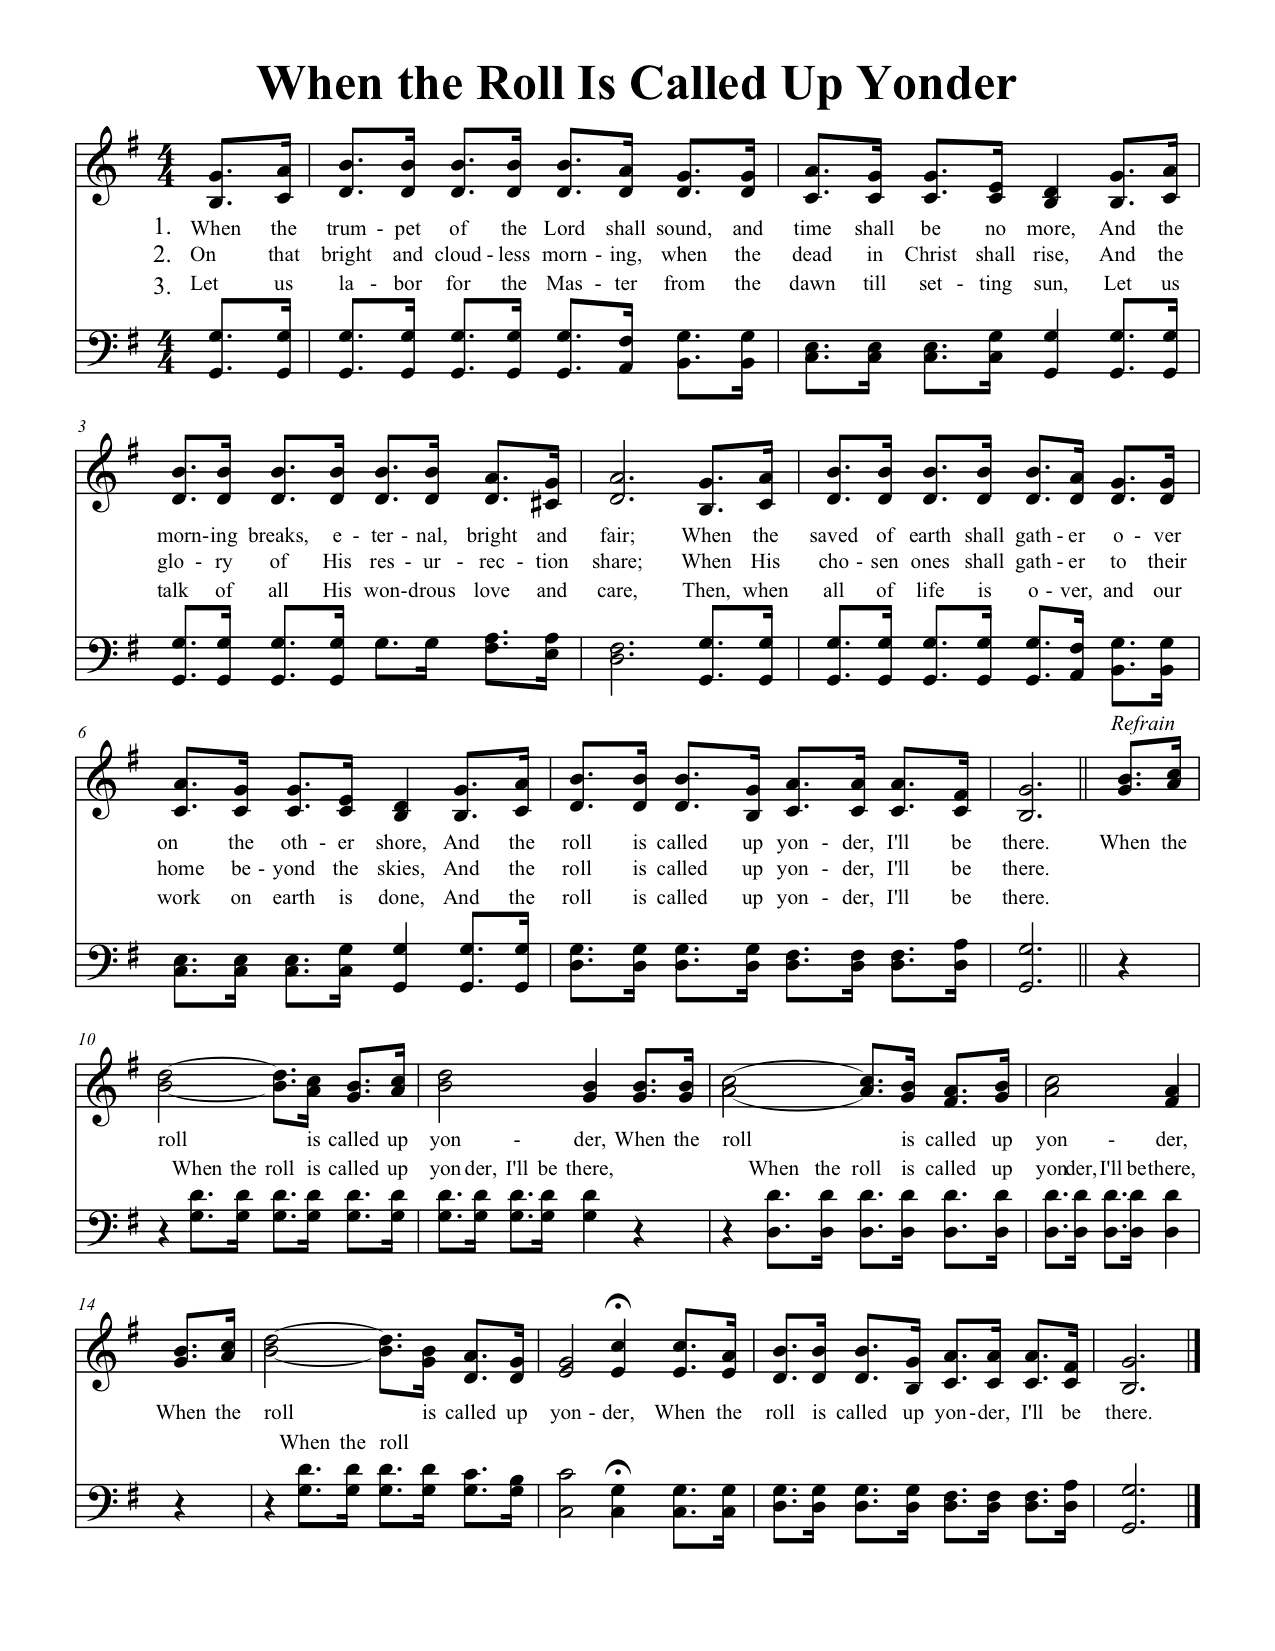 When the Roll Is Called Up Yonder
1. When the trum - pet of the Lord shall sound, and time shall be no more, And the
2. On that bright and cloud - less morn - ing, when the dead in Christ shall rise, And the
3. Let us la - bor for the Mas - ter from the dawn till set - ting sun, Let us
3
morn-ing breaks, e - ter - nal, bright and fair; When the saved of earth shall gath - er o - ver
glo - ry of His res - ur - rec - tion share; When His cho - sen ones shall gath - er to their
talk of all His won-drous love and care, Then, when all of life is o - ver, and our
Refrain
6
on the oth - er shore, And the roll is called up yon - der, I'll be there. When the
home be - yond the skies, And the roll is called up yon - der, I'll be there.
work on earth is done, And the roll is called up yon - der, I'll be there.
10
roll is called up yon - der, When the roll is called up yon - der,
When the roll is called up yon der, I'll be there, When the roll is called up yonder, I'll be there,
14
When the roll is called up yon - der, When the roll is called up yon-der, I'll be there.
When the roll